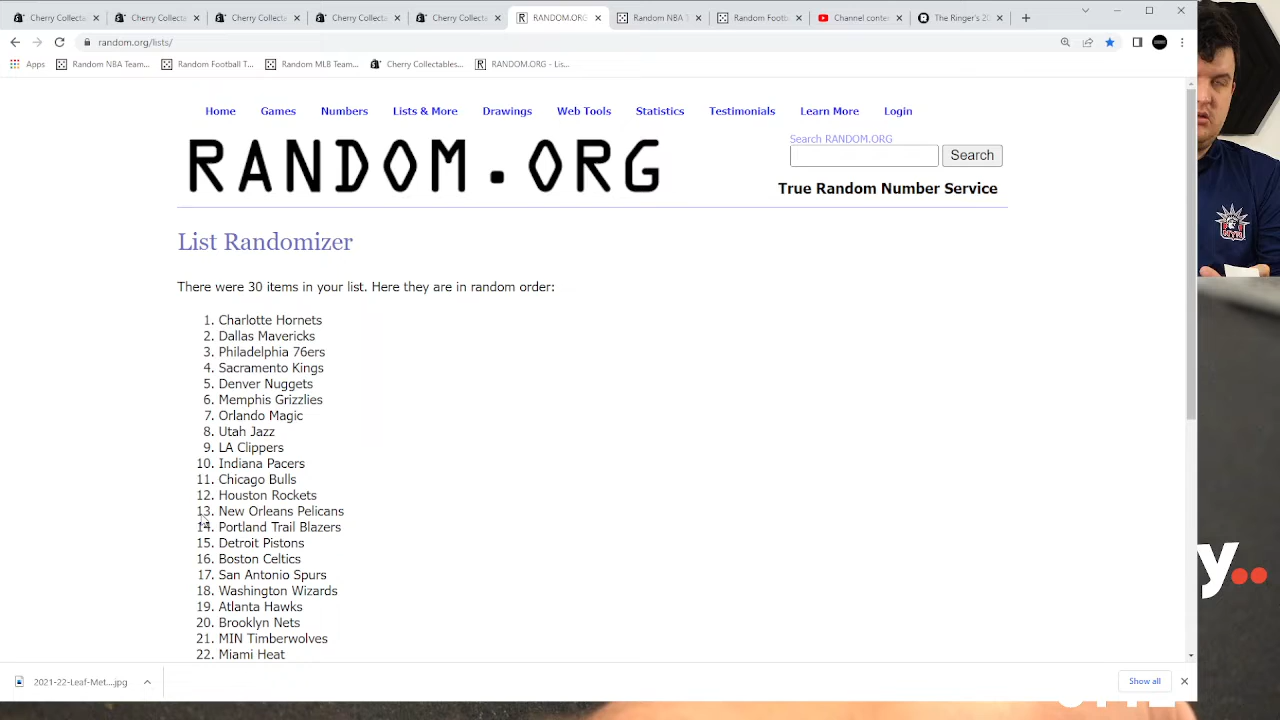 Cherry Collecta
Cherry Collecta
Cherry Collecta
Cherry Collecta
Cherry Collecta
RANDOM.ORG
Random NBA
Random Footb
Channel conte
The Ringer's 20
random.org/lists/
Apps
Random NBA Team...
Random Football T...
Random MLB Team...
Cherry Collectables...
RANDOM.ORG - Lis...
Home
Games
Numbers
Lists & More
Drawings
Web Tools
Statistics
Testimonials
Learn More
Login
Search RANDOM.ORG
RANDOM.ORG
Search
True Random Number Service
List Randomizer
There were 30 items in your list. Here they are in random order:
1. Charlotte Hornets
2. Dallas Mavericks
3. Philadelphia 76ers
4. Sacramento Kings
5. Denver Nuggets
6. Memphis Grizzlies
7. Orlando Magic
8. Utah Jazz
9. LA Clippers
10. Indiana Pacers
11. Chicago Bulls
12. Houston Rockets
13. New Orleans Pelicans
14. Portland Trail Blazers
15. Detroit Pistons
16. Boston Celtics
17. San Antonio Spurs
18. Washington Wizards
19. Atlanta Hawks
20. Brooklyn Nets
21. MIN Timberwolves
22. Miami Heat
2021-22-Leaf-Met....jpg
Show all
y..